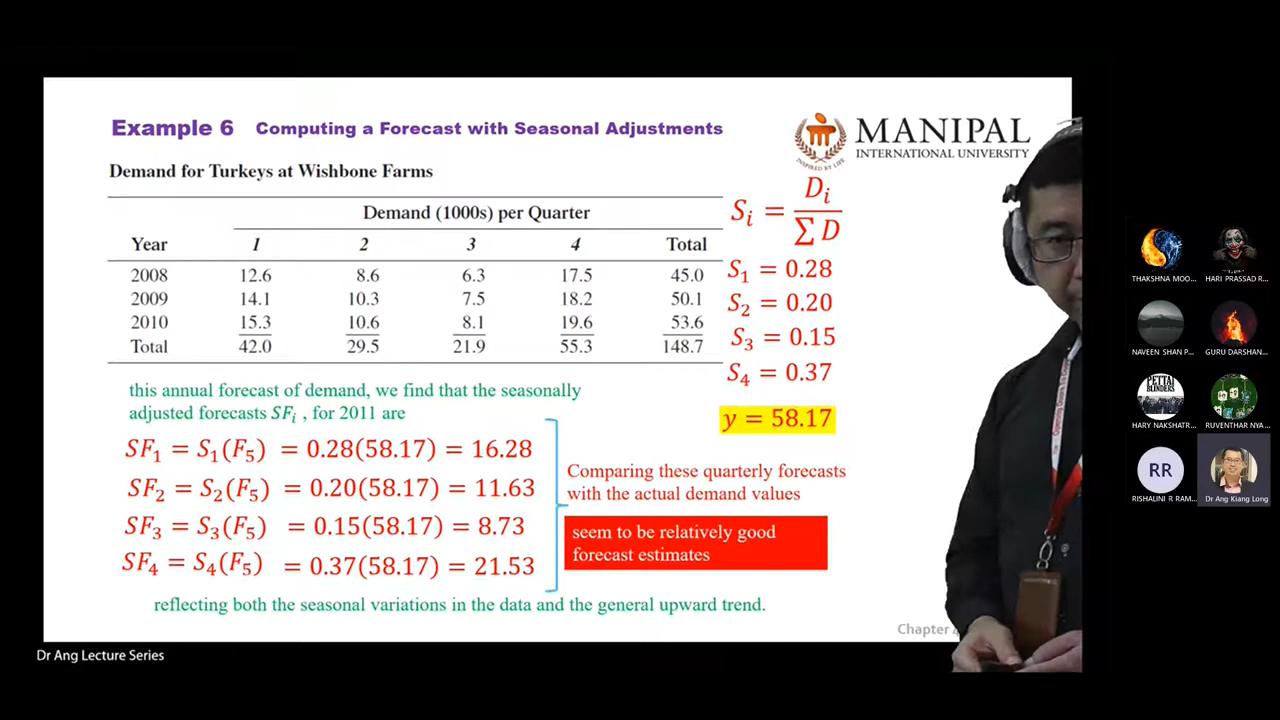 Example 6 Computing a Forecast with Seasonal Adjustments
MANIPAL
INTERNATIONAL UNIVERSITY
INSPIRED BY LIFE
Demand for Turkeys at Wishbone Farms
Demand (1000s) per Quarter
Year 1 2 3 4 Total
2008 12.6 8.6 6.3 17.5 45.0
2009 14.1 10.3 7.5 18.2 50.1
2010 15.3 10.6 8.1 19.6 53.6
Total 42.0 29.5 21.9 55.3 148.7
Sᵢ = Dᵢ / ∑ D
S₁ = 0.28
S₂ = 0.20
S₃ = 0.15
S₄ = 0.37
y = 58.17
this annual forecast of demand, we find that the seasonally
adjusted forecasts SFᵢ , for 2011 are
SF₁ = S₁(F₅) = 0.28(58.17) = 16.28
SF₂ = S₂(F₅) = 0.20(58.17) = 11.63
SF₃ = S₃(F₅) = 0.15(58.17) = 8.73
SF₄ = S₄(F₅) = 0.37(58.17) = 21.53
Comparing these quarterly forecasts
with the actual demand values
seem to be relatively good
forecast estimates
reflecting both the seasonal variations in the data and the general upward trend.
Chapter
Dr Ang Lecture Series
THAKSHNA MOO...
HARI PRASSAD R...
NAVEEN SHAN P...
GURU DARSHAN...
PETTAI
BLINDERS
HARY NAKSHATR...
RUVENTHAR NYA...
RR
RISHALINI R RAM...
Dr Ang Kiang Long